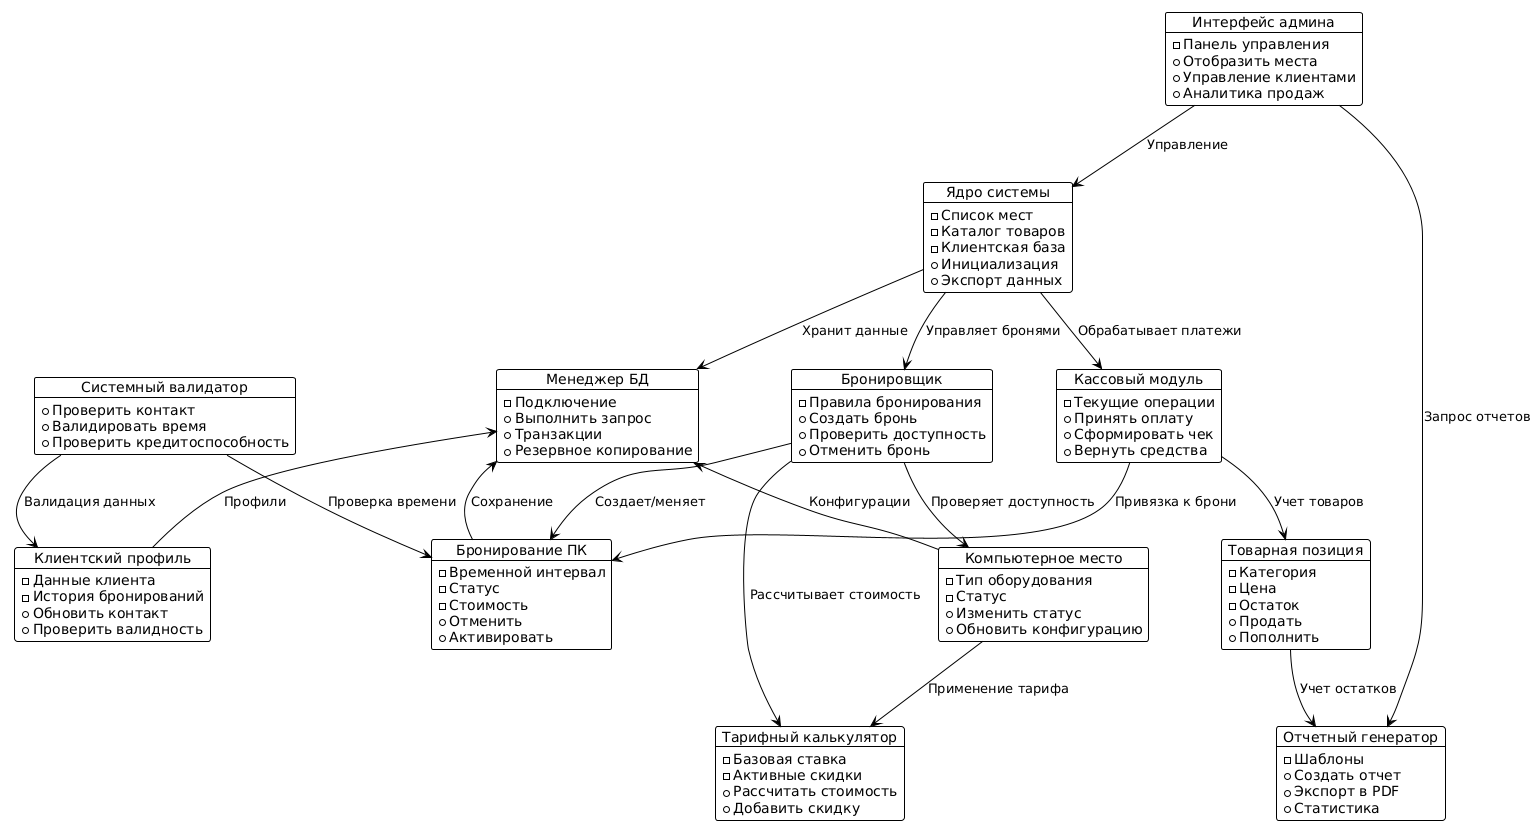 Интерфейс админа
Панель управления
Отобразить места
Управление клиентами
Аналитика продаж
Управление
Ядро системы
Список мест
Каталог товаров
Клиентская база
Инициализация
Экспорт данных
Хранит данные
Управляет бронями
Обрабатывает платежи
Системный валидатор
Проверить контакт
Валидировать время
Проверить кредитоспособность
Менеджер БД
Подключение
Выполнить запрос
Транзакции
Резервное копирование
Бронировщик
Правила бронирования
Создать бронь
Проверить доступность
Отменить бронь
Кассовый модуль
Текущие операции
Принять оплату
Сформировать чек
Вернуть средства
Запрос отчетов
Валидация данных
Профили
Проверка времени
Сохранение
Создает/меняет
Конфигурации
Проверяет доступность
Привязка к брони
Учет товаров
Клиентский профиль
Данные клиента
История бронирований
Обновить контакт
Проверить валидность
Бронирование ПК
Временной интервал
Статус
Стоимость
Отменить
Активировать
Рассчитывает стоимость
Компьютерное место
Тип оборудования
Статус
Изменить статус
Обновить конфигурацию
Товарная позиция
Категория
Цена
Остаток
Продать
Пополнить
Применение тарифа
Учет остатков
Тарифный калькулятор
Базовая ставка
Активные скидки
Рассчитать стоимость
Добавить скидку
Отчетный генератор
Шаблоны
Создать отчет
Экспорт в PDF
Статистика